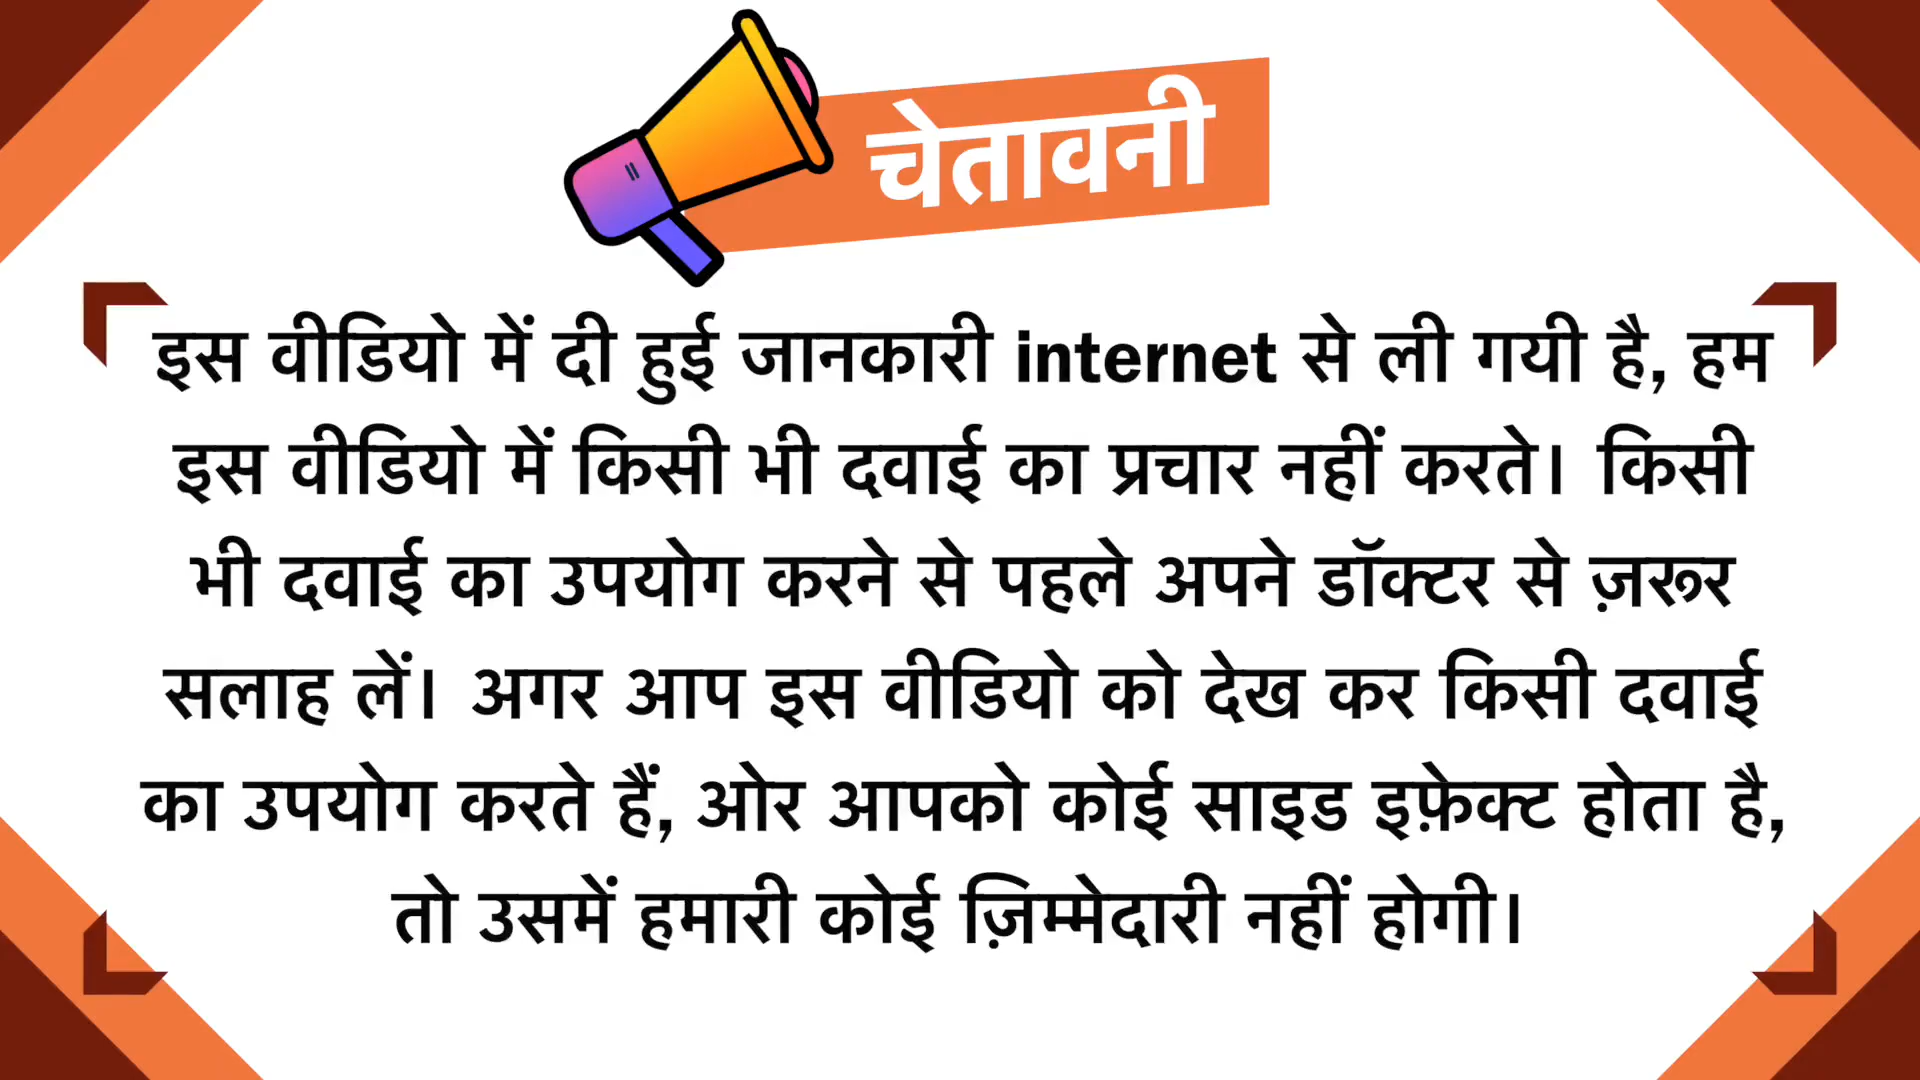 चेतावनी
इस वीडियो में दी हुई जानकारी internet से ली गयी है, हम
इस वीडियो में किसी भी दवाई का प्रचार नहीं करते। किसी
भी दवाई का उपयोग करने से पहले अपने डॉक्टर से ज़रूर
सलाह लें। अगर आप इस वीडियो को देख कर किसी दवाई
का उपयोग करते हैं, ओर आपको कोई साइड इफ़ेक्ट होता है,
तो उसमें हमारी कोई ज़िम्मेदारी नहीं होगी।